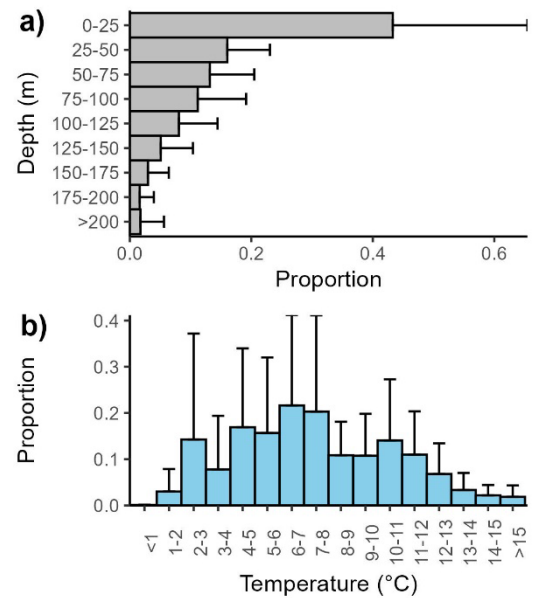 a)
Depth (m)
0-25
25-50
50-75
75-100
100-125
125-150
150-175
175-200
>200
0.0 0.2 0.4 0.6
Proportion
b)
Proportion
0.4
0.3
0.2
0.1
0.0
<1 1-2 2-3 3-4 4-5 5-6 6-7 7-8 8-9 9-10 10-11 11-12 12-13 13-14 14-15 >15
Temperature (°C)